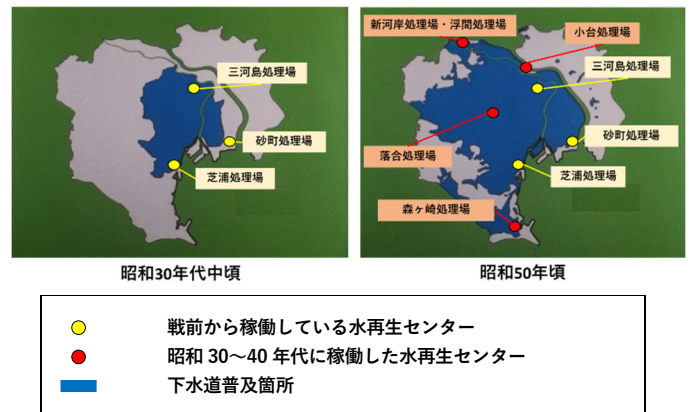 三河島処理場
砂町処理場
芝浦処理場
昭和30年代中頃
新河岸処理場・浮間処理場
小台処理場
三河島処理場
砂町処理場
落合処理場
芝浦処理場
森ヶ崎処理場
昭和50年頃
戦前から稼働している水再生センター
昭和 30～40 年代に稼働した水再生センター
下水道普及箇所